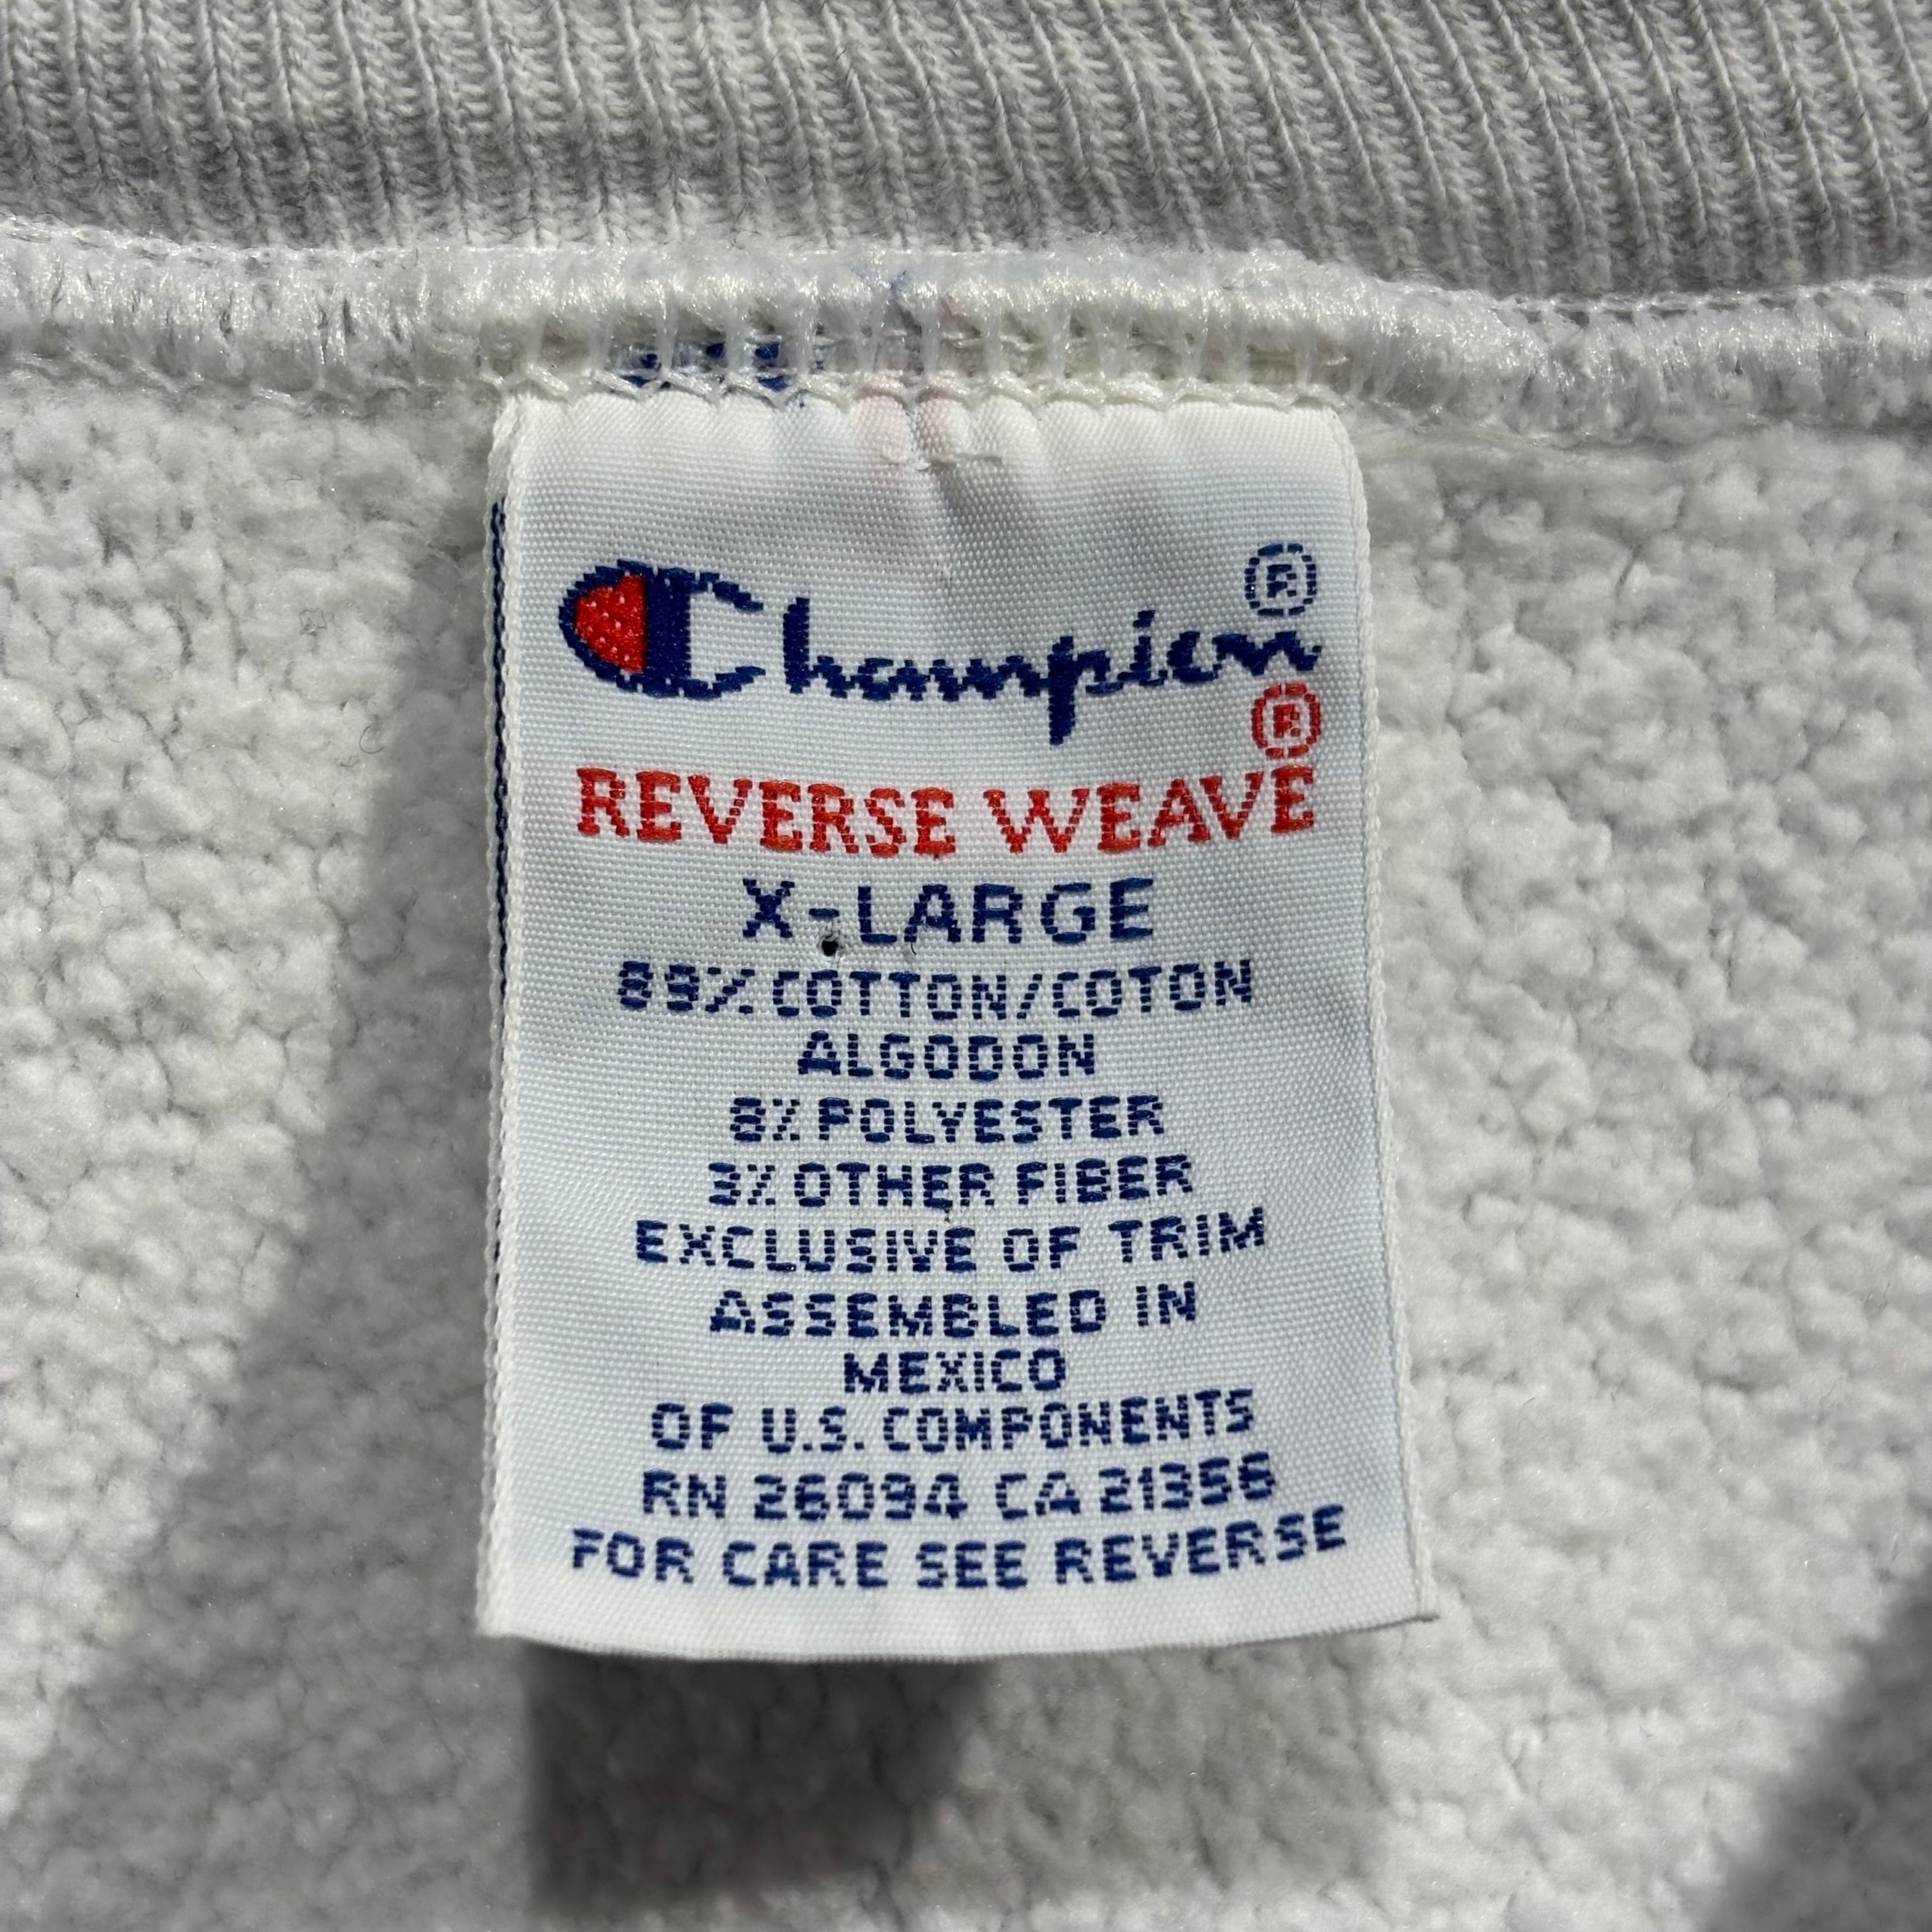 Champion®
REVERSE WEAVE®
X-LARGE
89% COTTON/COTON
ALGODON
8% POLYESTER
3% OTHER FIBER
EXCLUSIVE OF TRIM
ASSEMBLED IN
MEXICO
OF U.S. COMPONENTS
RN 26094 CA 21356
FOR CARE SEE REVERSE